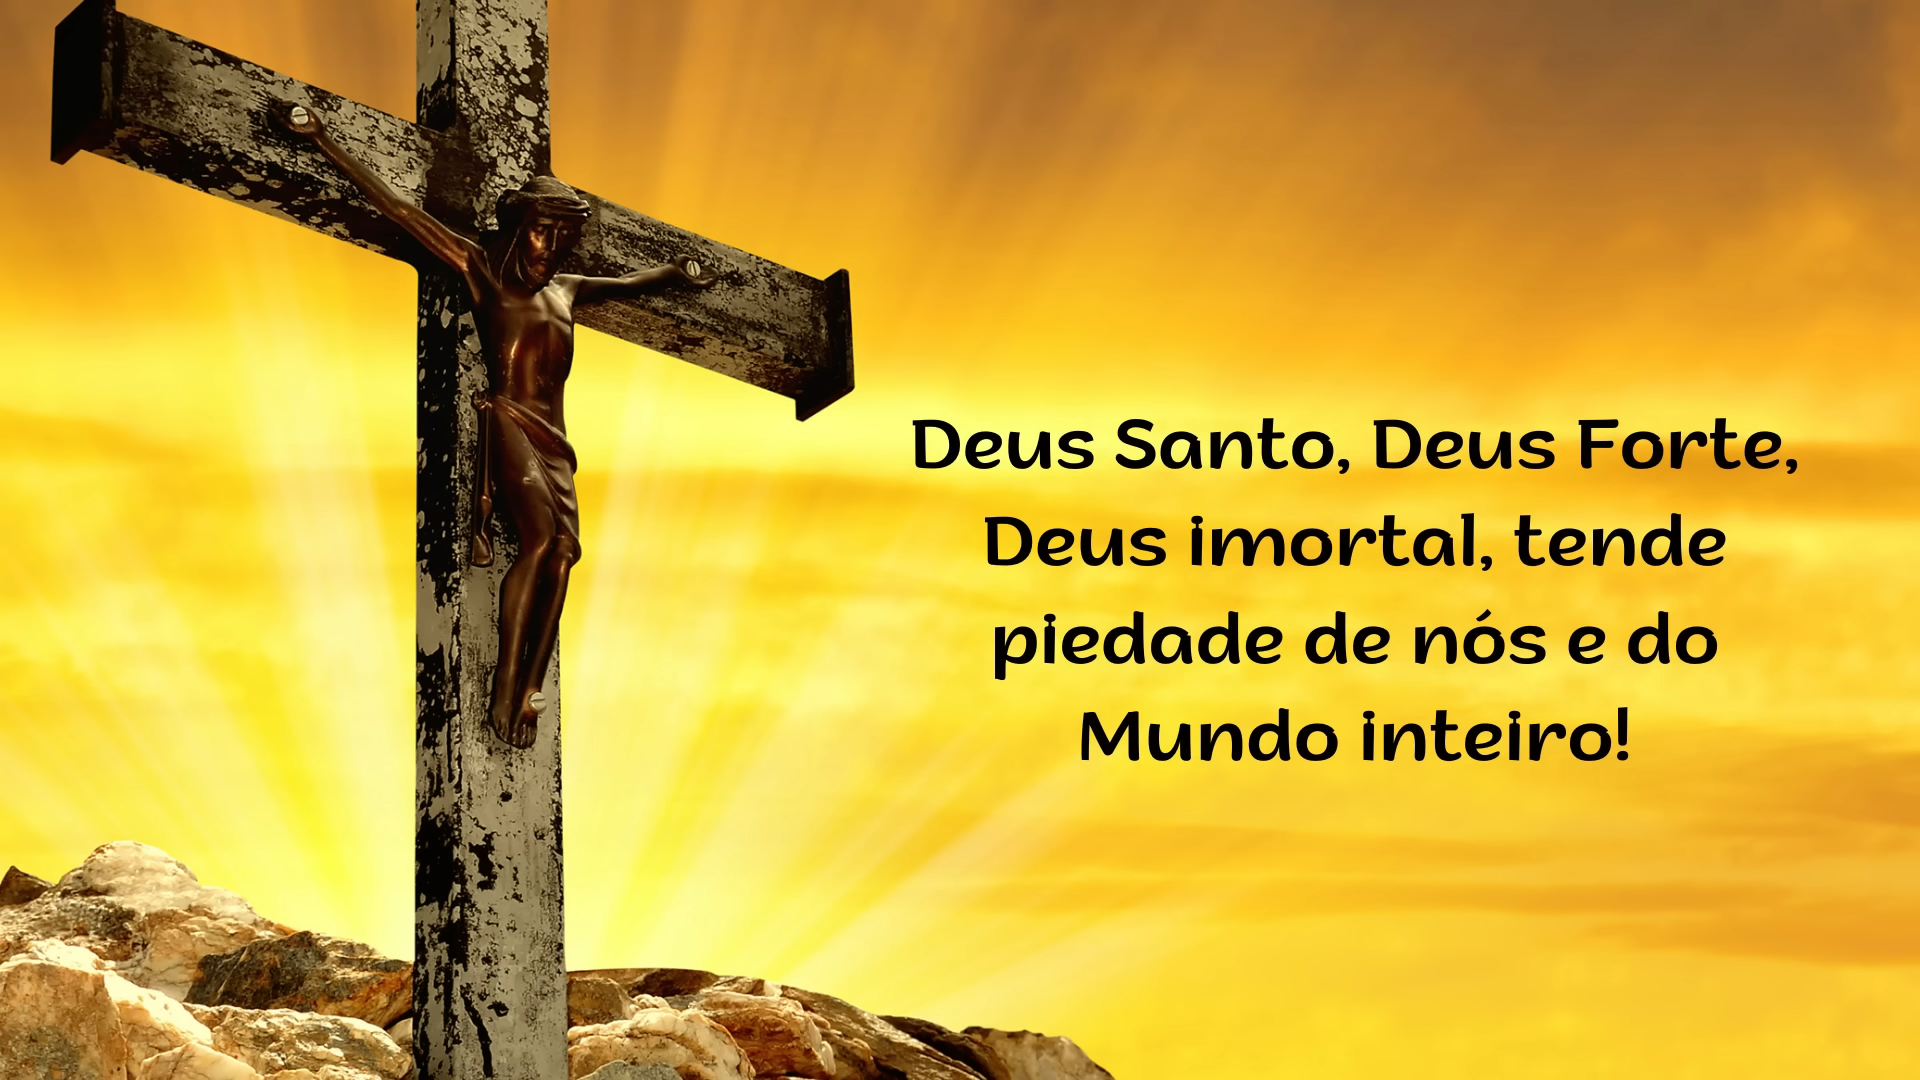 Deus Santo, Deus Forte,
Deus imortal, tende
piedade de nós e do
Mundo inteiro!